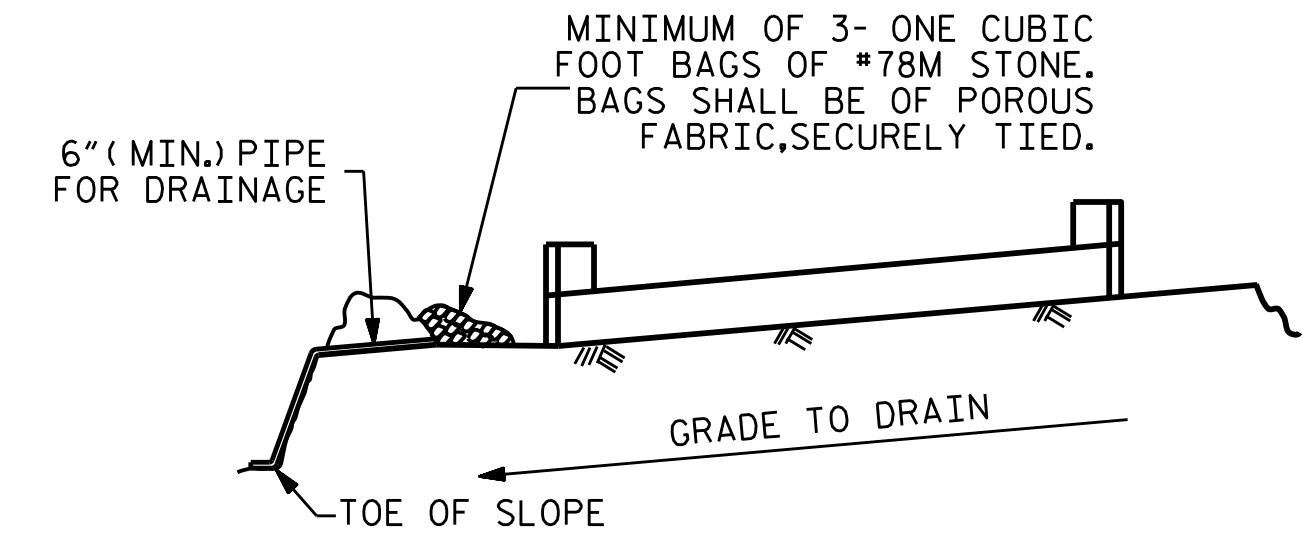 MINIMUM OF 3- ONE CUBIC
FOOT BAGS OF #78M STONE.
BAGS SHALL BE OF POROUS
FABRIC,SECURELY TIED.
6"(MIN.) PIPE
FOR DRAINAGE
GRADE TO DRAIN
TOE OF SLOPE